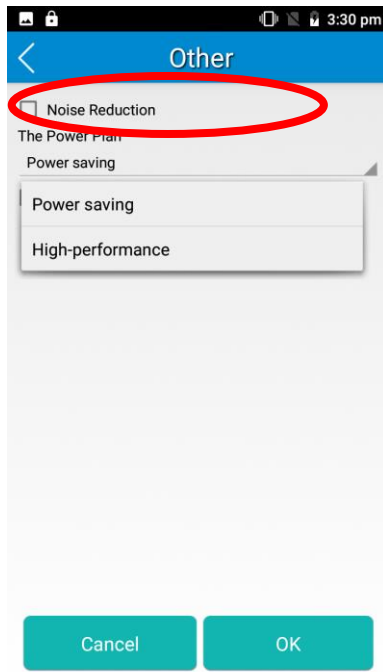 3:30 pm
Other
Noise Reduction
The Power Plan
Power saving
Power saving
High-performance
Cancel
OK